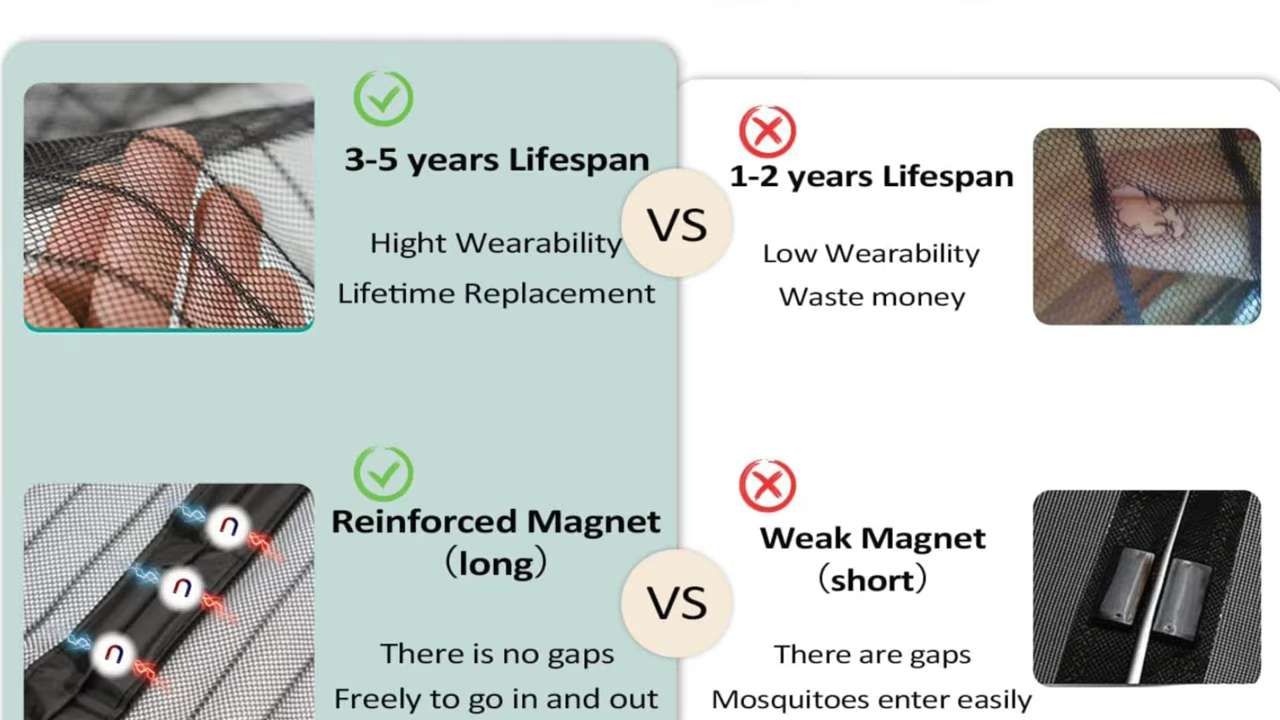 3-5 years Lifespan
Hight Wearability
Lifetime Replacement
VS
1-2 years Lifespan
Low Wearability
Waste money
Reinforced Magnet
（long）
There is no gaps
Freely to go in and out
VS
Weak Magnet
（short）
There are gaps
Mosquitoes enter easily